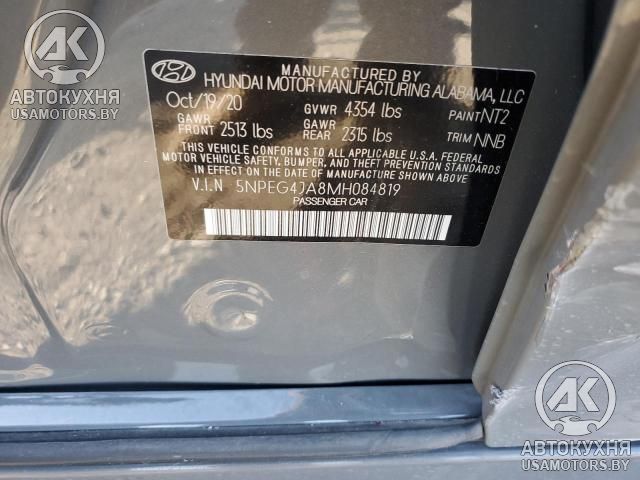 AK
АВТОКУХНЯ
USAMOTORS.BY
MANUFACTURED BY
HYUNDAI MOTOR MANUFACTURING ALABAMA, LLC
Oct/19/20 GVWR 4354 lbs PAINT NT2
GAWR FRONT 2513 lbs GAWR REAR 2315 lbs TRIM NNB
THIS VEHICLE CONFORMS TO ALL APPLICABLE U.S.A. FEDERAL
MOTOR VEHICLE SAFETY, BUMPER, AND THEFT PREVENTION
STANDARDS IN EFFECT ON THE DATE OF MANUFACTURE SHOWN ABOVE.
V.I.N 5NPEG4JA8MH084819
PASSENGER CAR
AK
АВТОКУХНЯ
USAMOTORS.BY